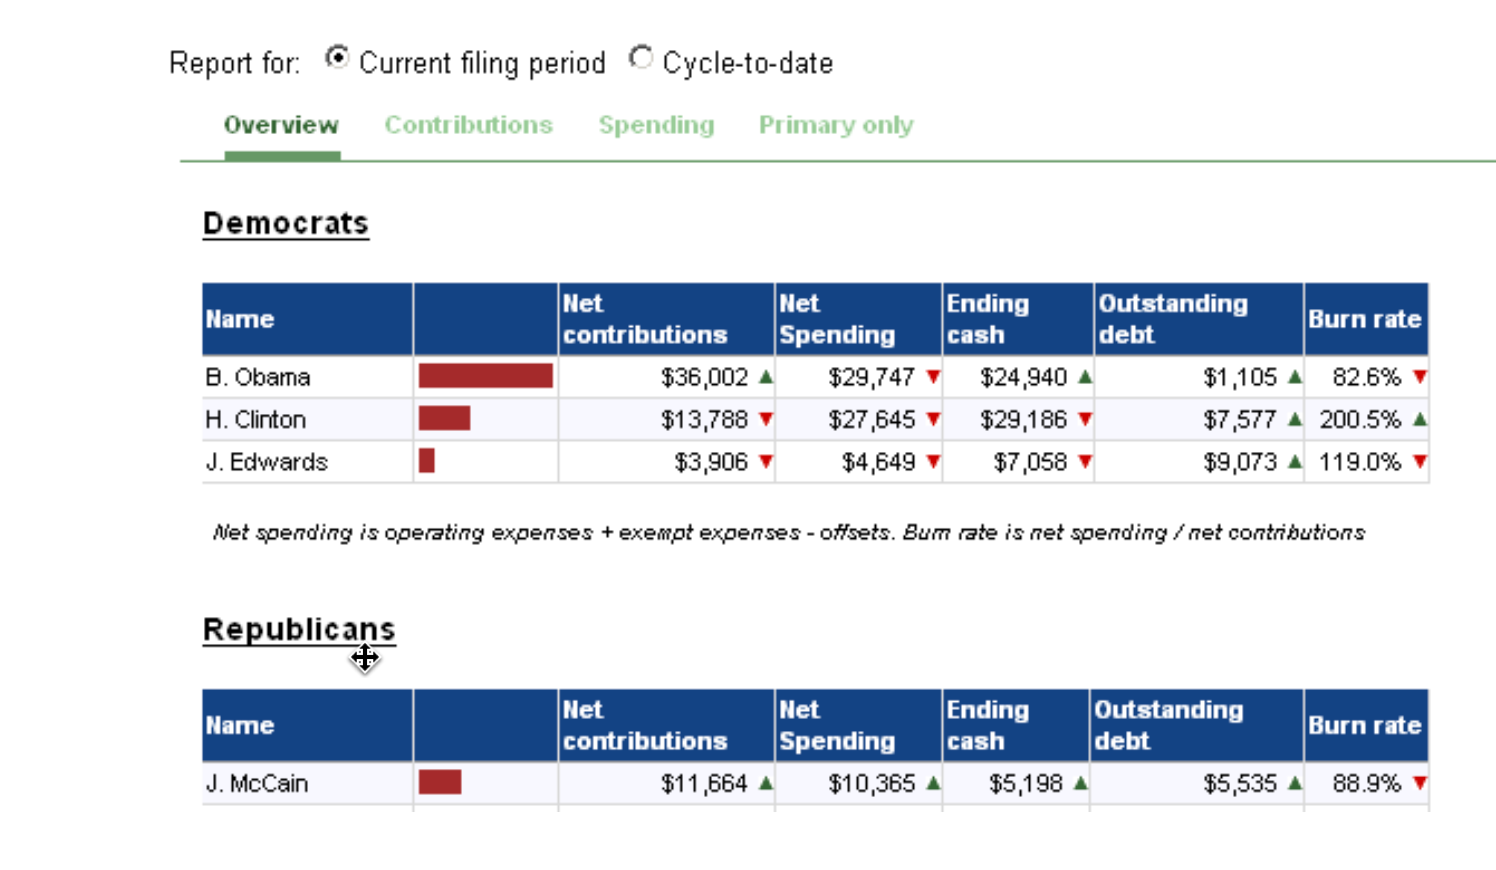 Report for: Current filing period Cycle-to-date
Overview Contributions Spending Primary only
Democrats
Name Net contributions Net Spending Ending cash Outstanding debt Burn rate
B. Obama $36,002 ▲ $29,747 ▼ $24,940 ▲ $1,105 ▲ 82.6% ▼
H. Clinton $13,788 ▼ $27,645 ▼ $29,186 ▼ $7,577 ▲ 200.5% ▲
J. Edwards $3,906 ▼ $4,649 ▼ $7,058 ▼ $9,073 ▲ 119.0% ▼
Net spending is operating expenses + exempt expenses - offsets. Burn rate is net spending / net contributions
Republicans
Name Net contributions Net Spending Ending cash Outstanding debt Burn rate
J. McCain $11,664 ▲ $10,365 ▲ $5,198 ▲ $5,535 ▲ 88.9% ▼